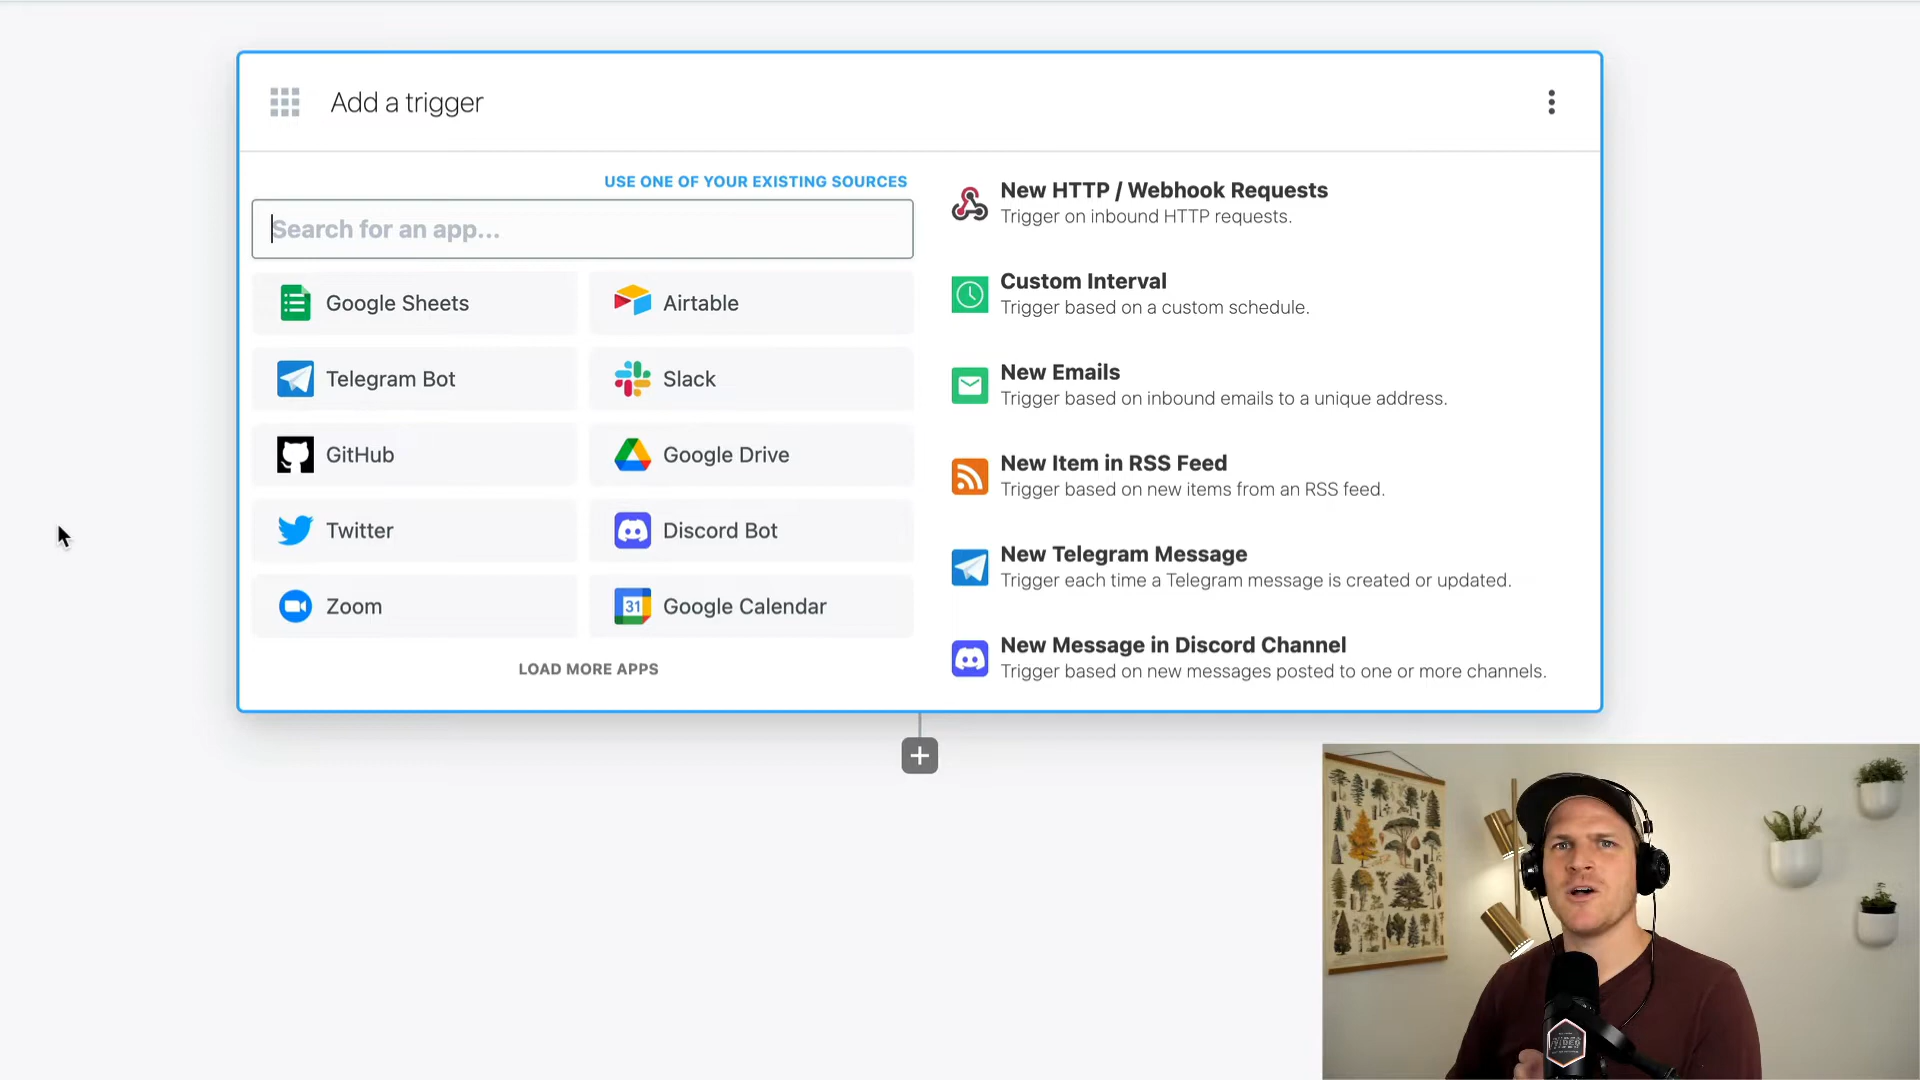 Add a trigger
USE ONE OF YOUR EXISTING SOURCES
Search for an app...
Google Sheets
Airtable
Telegram Bot
Slack
GitHub
Google Drive
Twitter
Discord Bot
Zoom
31
Google Calendar
LOAD MORE APPS
New HTTP / Webhook Requests
Trigger on inbound HTTP requests.
Custom Interval
Trigger based on a custom schedule.
New Emails
Trigger based on inbound emails to a unique address.
New Item in RSS Feed
Trigger based on new items from an RSS feed.
New Telegram Message
Trigger each time a Telegram message is created or updated.
New Message in Discord Channel
Trigger based on new messages posted to one or more channels.